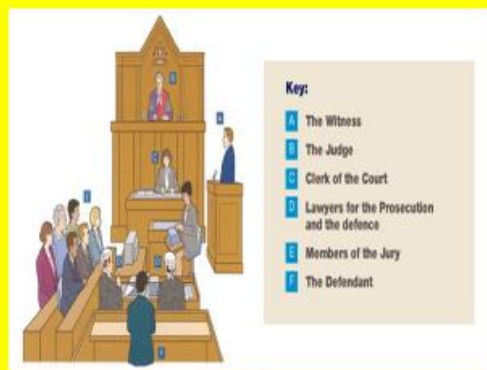 Key:
A The Witness
B The Judge
C Clerk of the Court
D Lawyers for the Prosecution
and the defence
E Members of the Jury
F The Defendant